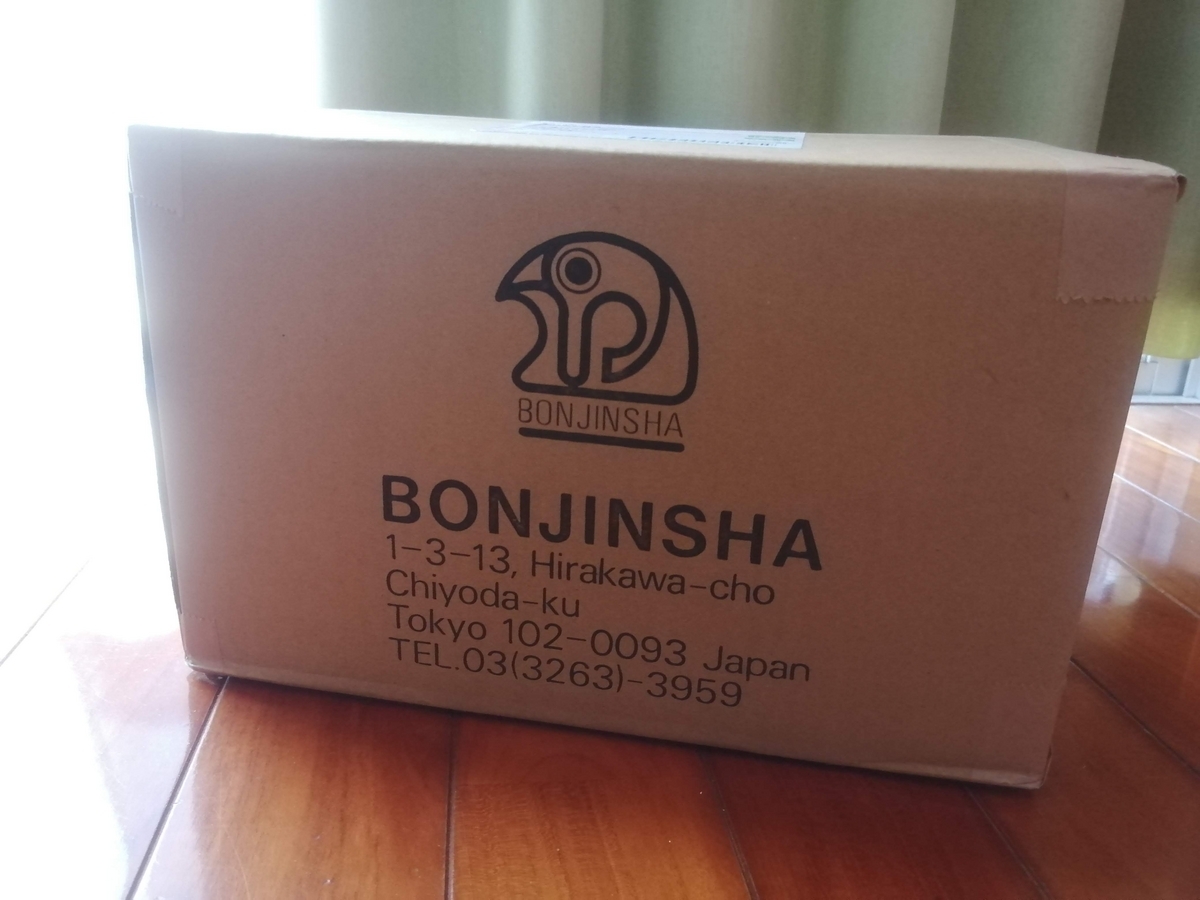 BONJINSHA
BONJINSHA
1-3-13, Hirakawa-cho
Chiyoda-ku
Tokyo 102-0093 Japan
TEL.03(3263)-3959